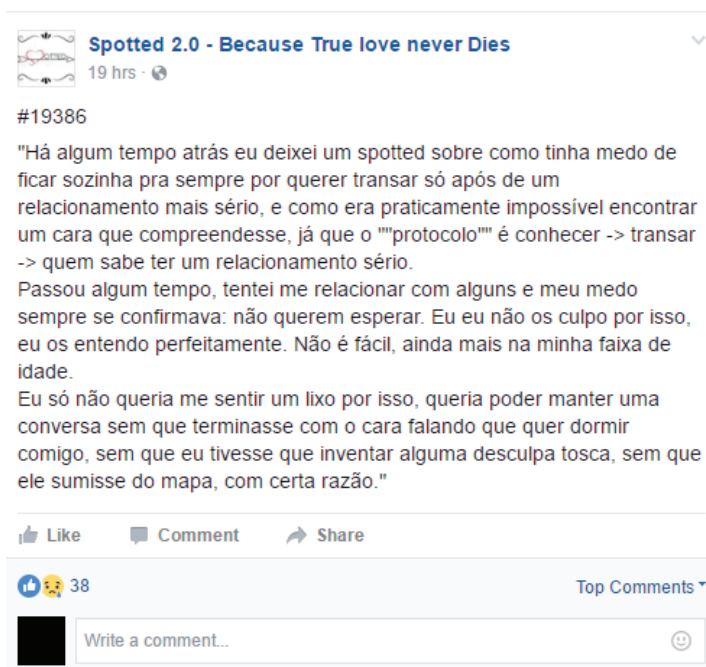 Spotted 2.0 - Because True love never Dies
19 hrs ·
#19386
"Há algum tempo atrás eu deixei um spotted sobre como tinha medo de
ficar sozinha pra sempre por querer transar só após de um
relacionamento mais sério, e como era praticamente impossível encontrar
um cara que compreendesse, já que o ""protocolo"" é conhecer -> transar
-> quem sabe ter um relacionamento sério.
Passou algum tempo, tentei me relacionar com alguns e meu medo
sempre se confirmava: não querem esperar. Eu eu não os culpo por isso,
eu os entendo perfeitamente. Não é fácil, ainda mais na minha faixa de
idade.
Eu só não queria me sentir um lixo por isso, queria poder manter uma
conversa sem que terminasse com o cara falando que quer dormir
comigo, sem que eu tivesse que inventar alguma desculpa tosca, sem que
ele sumisse do mapa, com certa razão."
Like Comment Share
38 Top Comments
Write a comment...